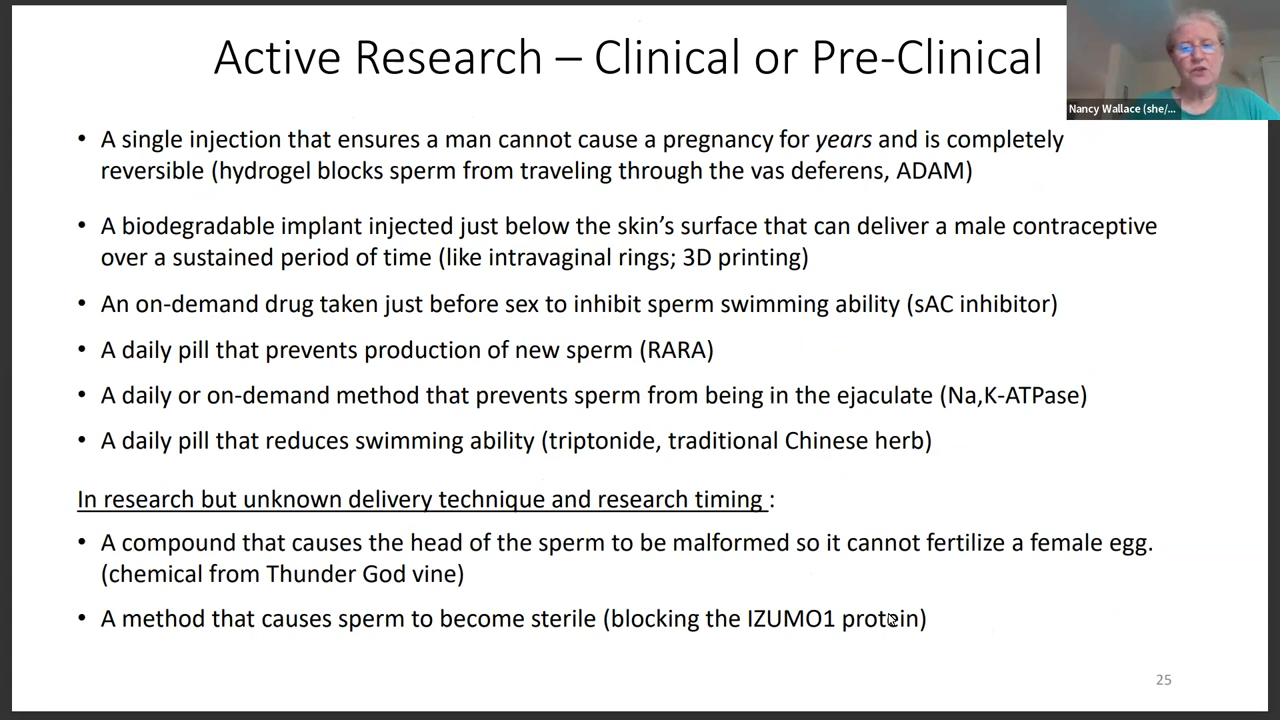 Active Research – Clinical or Pre-Clinical
Nancy Wallace (she/...
• A single injection that ensures a man cannot cause a pregnancy for years and is completely
reversible (hydrogel blocks sperm from traveling through the vas deferens, ADAM)
• A biodegradable implant injected just below the skin’s surface that can deliver a male contraceptive
over a sustained period of time (like intravaginal rings; 3D printing)
• An on-demand drug taken just before sex to inhibit sperm swimming ability (sAC inhibitor)
• A daily pill that prevents production of new sperm (RARA)
• A daily or on-demand method that prevents sperm from being in the ejaculate (Na,K-ATPase)
• A daily pill that reduces swimming ability (triptonide, traditional Chinese herb)
In research but unknown delivery technique and research timing :
• A compound that causes the head of the sperm to be malformed so it cannot fertilize a female egg.
(chemical from Thunder God vine)
• A method that causes sperm to become sterile (blocking the IZUMO1 protein)
25